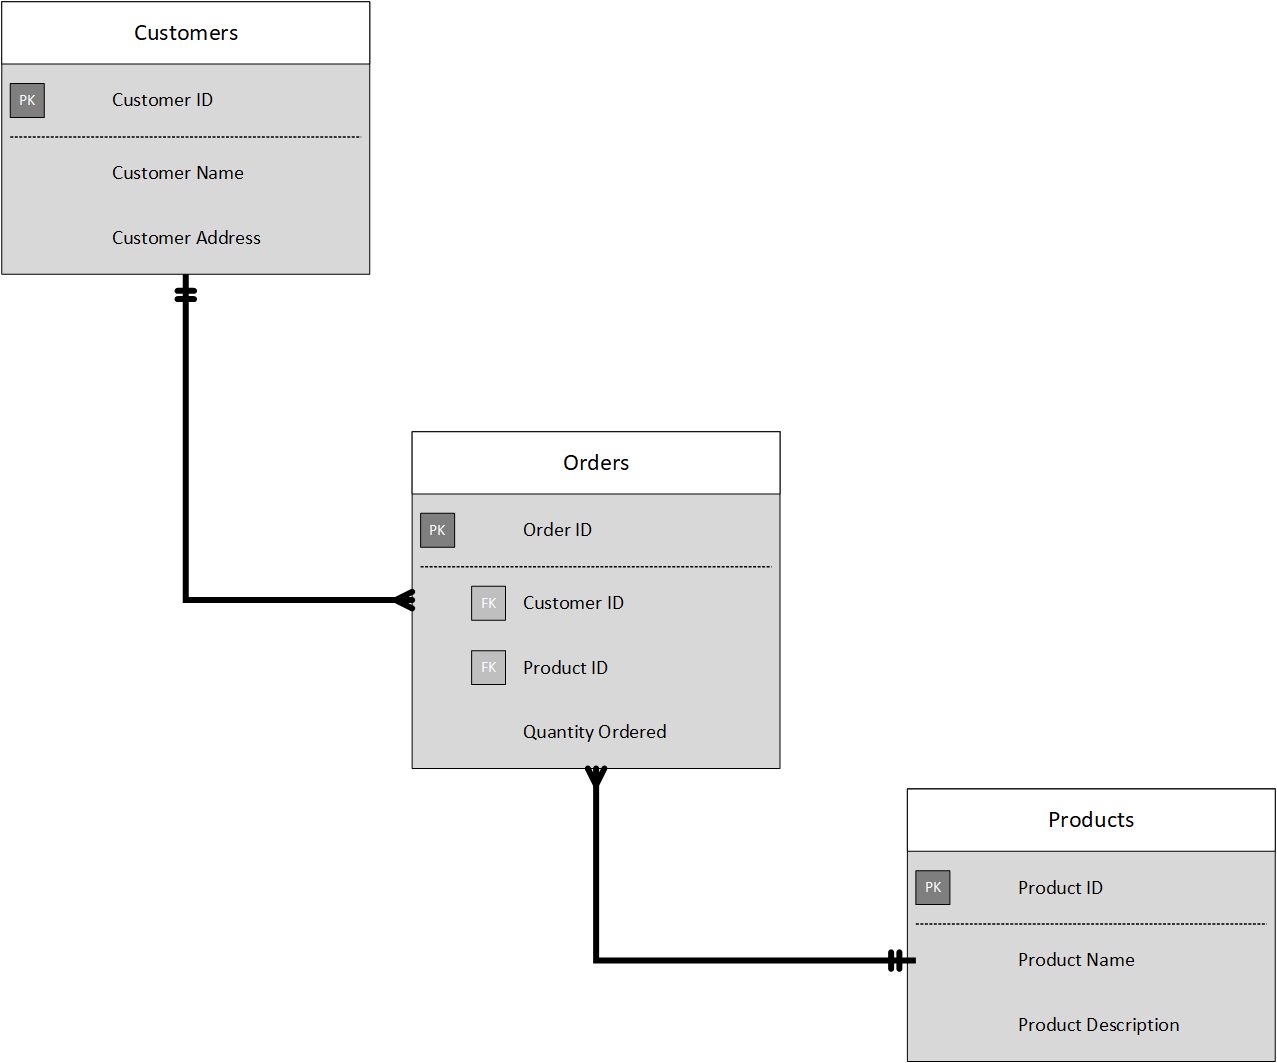 Customers
PK Customer ID
Customer Name
Customer Address
Orders
PK Order ID
FK Customer ID
FK Product ID
Quantity Ordered
Products
PK Product ID
Product Name
Product Description